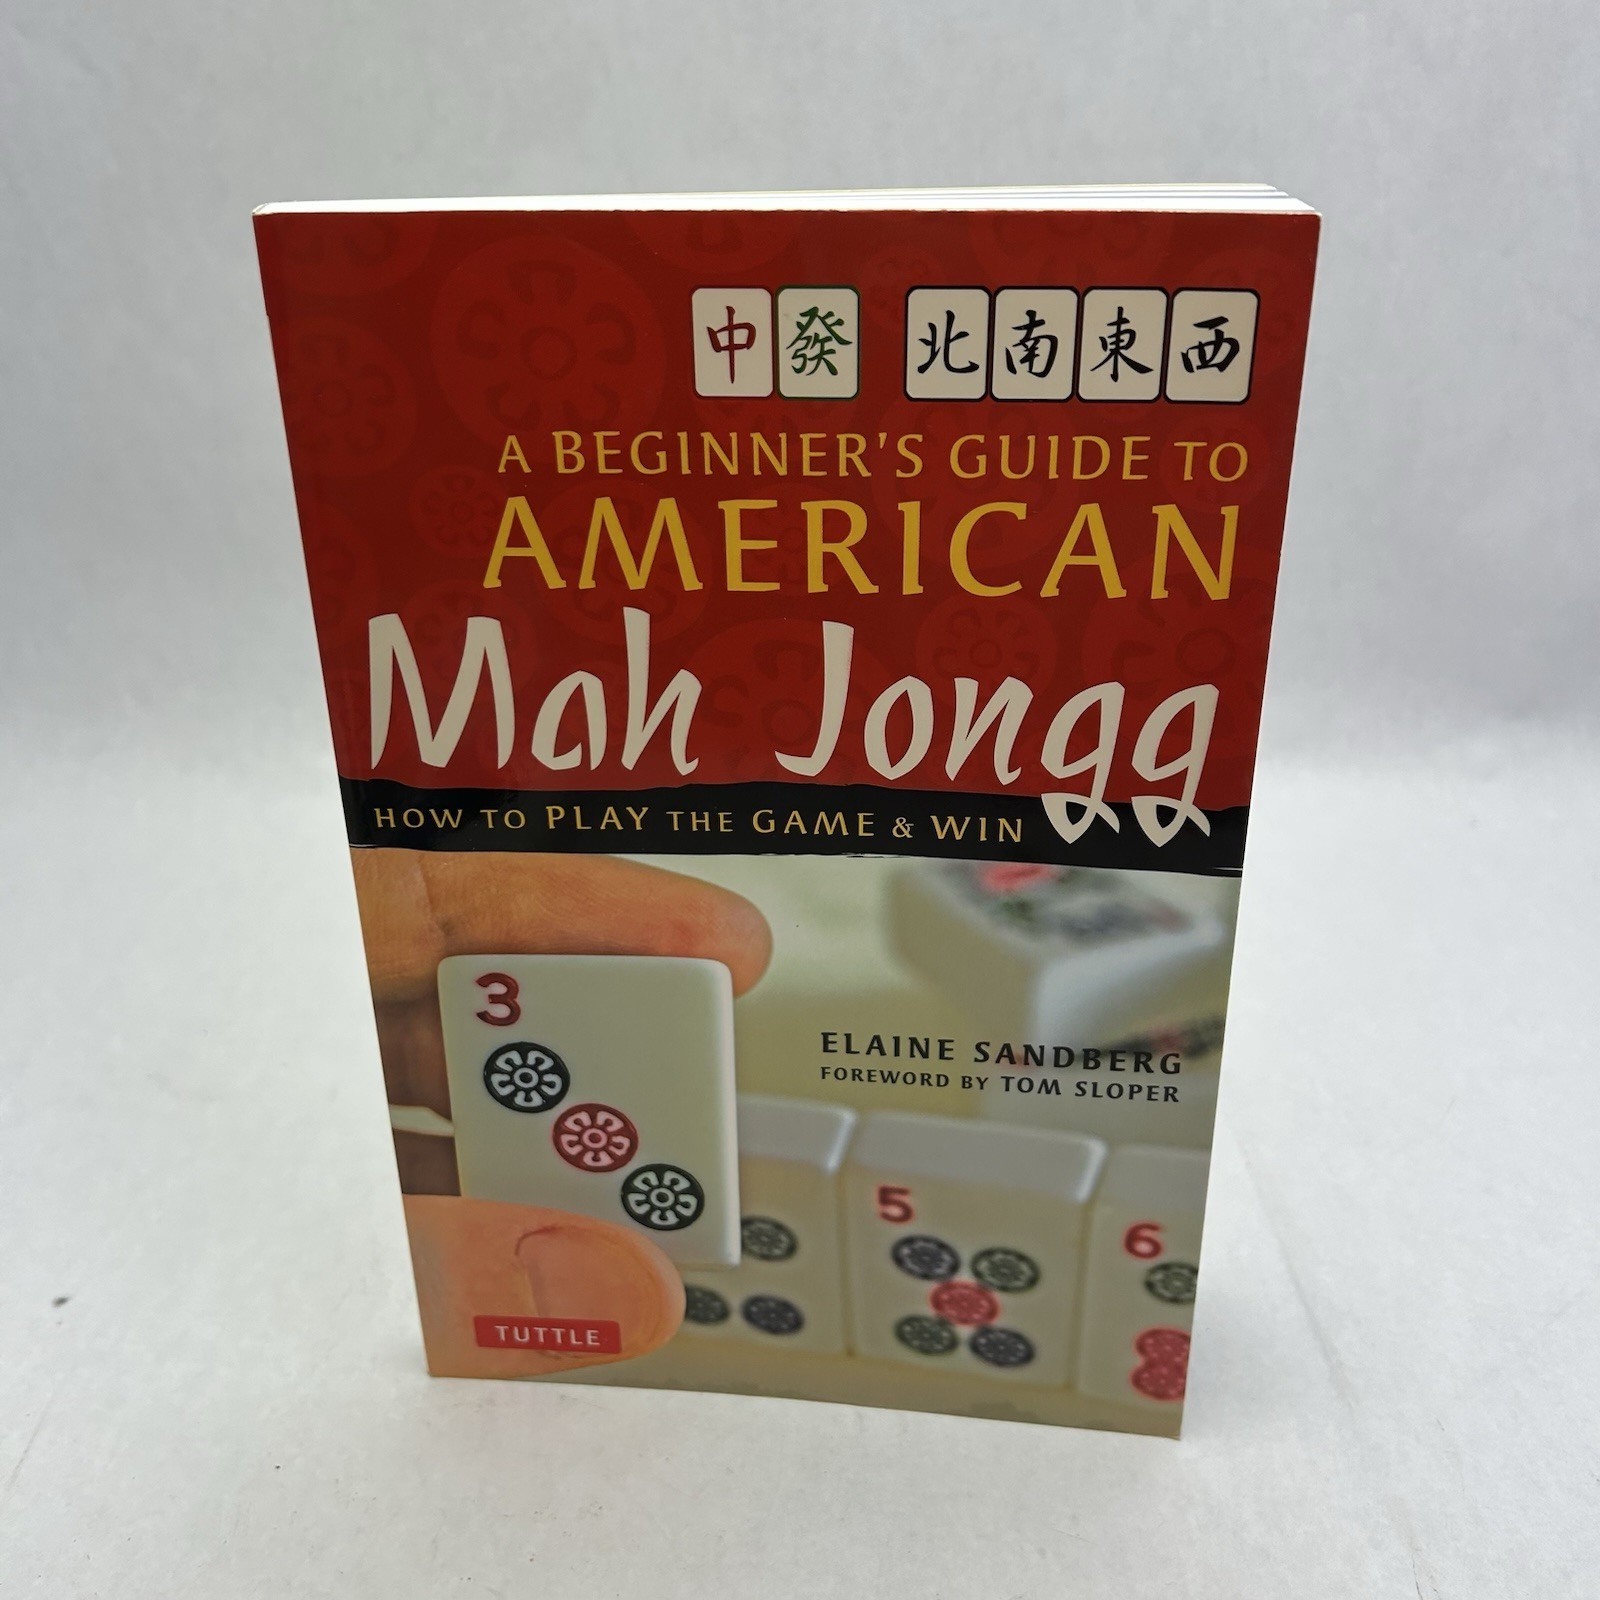 中 發 北 南 東 西
A BEGINNER'S GUIDE TO
AMERICAN
Mah Jongg
HOW TO PLAY THE GAME & WIN
3
ELAINE SANDBERG
FOREWORD BY TOM SLOPER
5
6
TUTTLE